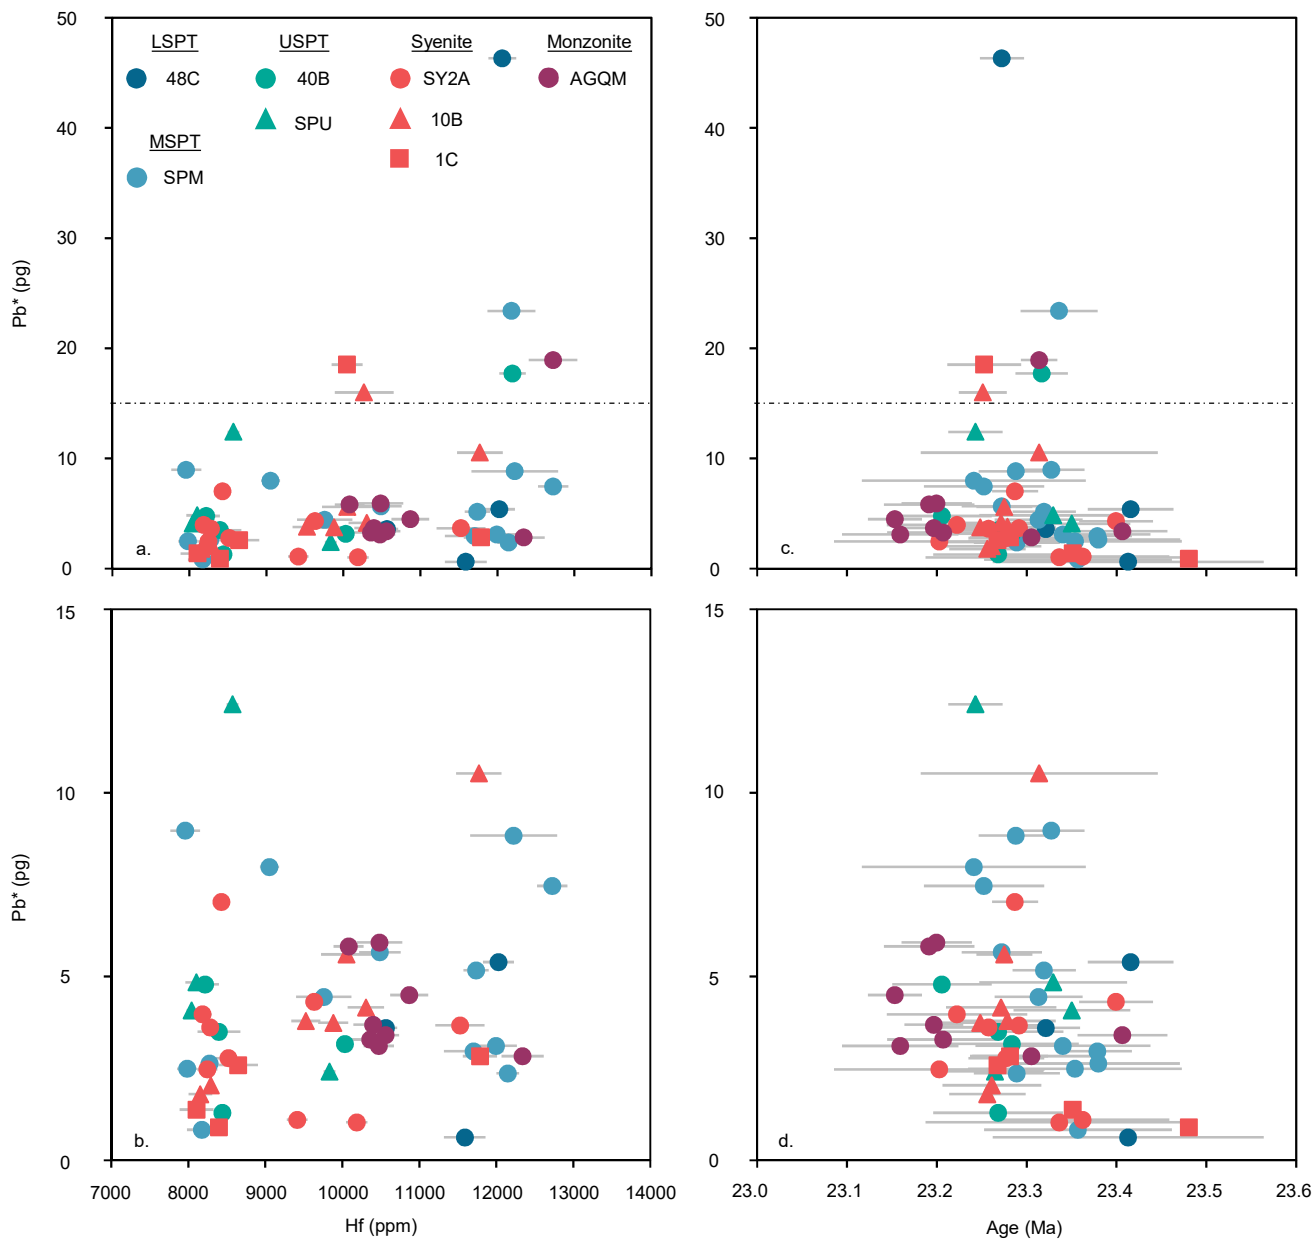 50
40
30
20
10
0
Pb* (pg)
LSPT USPT Syenite Monzonite
48C 40B SY2A AGQM
SPU 10B
MSPT 1C
SPM
a.
50
40
30
20
10
0
c.
15
10
5
0
Pb* (pg)
b.
7000 8000 9000 10000 11000 12000 13000 14000
Hf (ppm)
15
10
5
0
d.
23.0 23.1 23.2 23.3 23.4 23.5 23.6
Age (Ma)